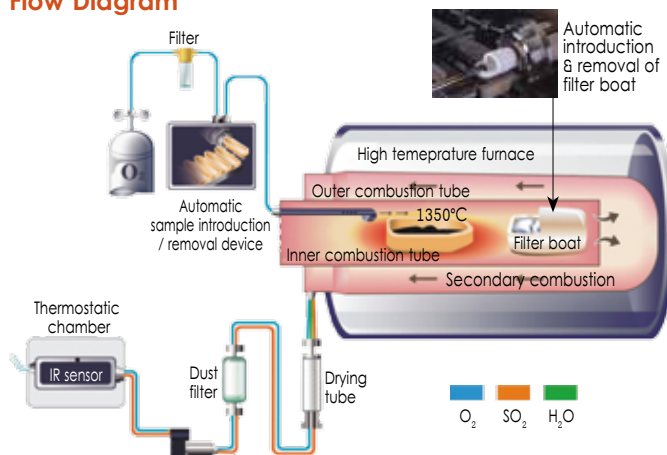 Flow Diagram
Filter
Automatic
introduction
& removal of
filter boat
O₂
High temeprature furnace
Outer combustion tube
1350°C
Automatic
sample introduction
/ removal device
Filter boat
Inner combustion tube
Secondary combustion
Thermostatic
chamber
IR sensor
Dust
filter
Drying
tube
O₂ SO₂ H₂O